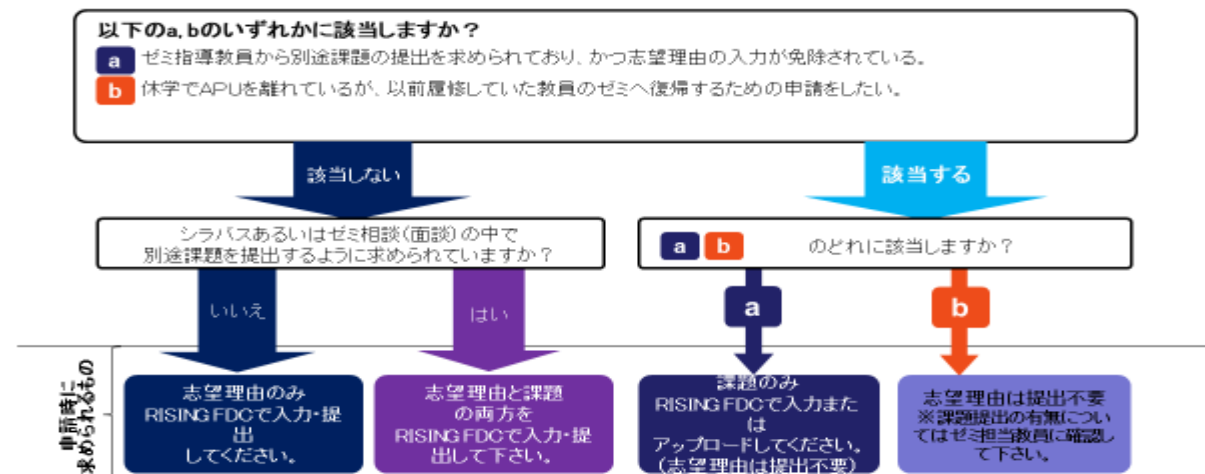 以下のa, bのいずれかに該当しますか？
a ゼミ指導教員から別途課題の提出を求められており、かつ志望理由の入力が免除されている。
b 休学でAPUを離れているが、以前履修していた教員のゼミへ復帰するための申請をしたい。
該当しない
該当する
シラバスあるいはゼミ相談(面談)の中で
別途課題を提出するように求められていますか？
a b のどれに該当しますか？
いいえ
はい
a
b
申請時に
求められるもの
志望理由のみ
RISING FDCで入力・提
出
してください。
志望理由と課題
の両方を
RISING FDCで入力・提
出して下さい。
課題のみ
RISING FDCで入力また
は
アップロードしてください。
(志望理由は提出不要)
志望理由は提出不要
※課題提出の有無につい
てはゼミ担当教員に確認し
て下さい。